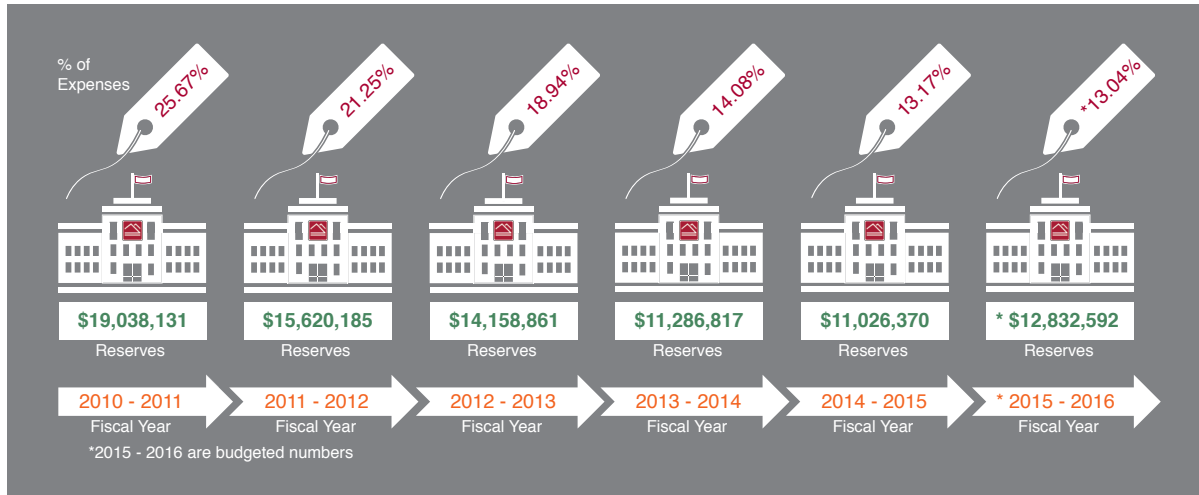 % of
Expenses
25.67%
21.25%
18.94%
14.08%
13.17%
*13.04%
$19,038,131
$15,620,185
$14,158,861
$11,286,817
$11,026,370
* $12,832,592
Reserves
Reserves
Reserves
Reserves
Reserves
Reserves
2010 - 2011
2011 - 2012
2012 - 2013
2013 - 2014
2014 - 2015
* 2015 - 2016
Fiscal Year
Fiscal Year
Fiscal Year
Fiscal Year
Fiscal Year
Fiscal Year
*2015 - 2016 are budgeted numbers